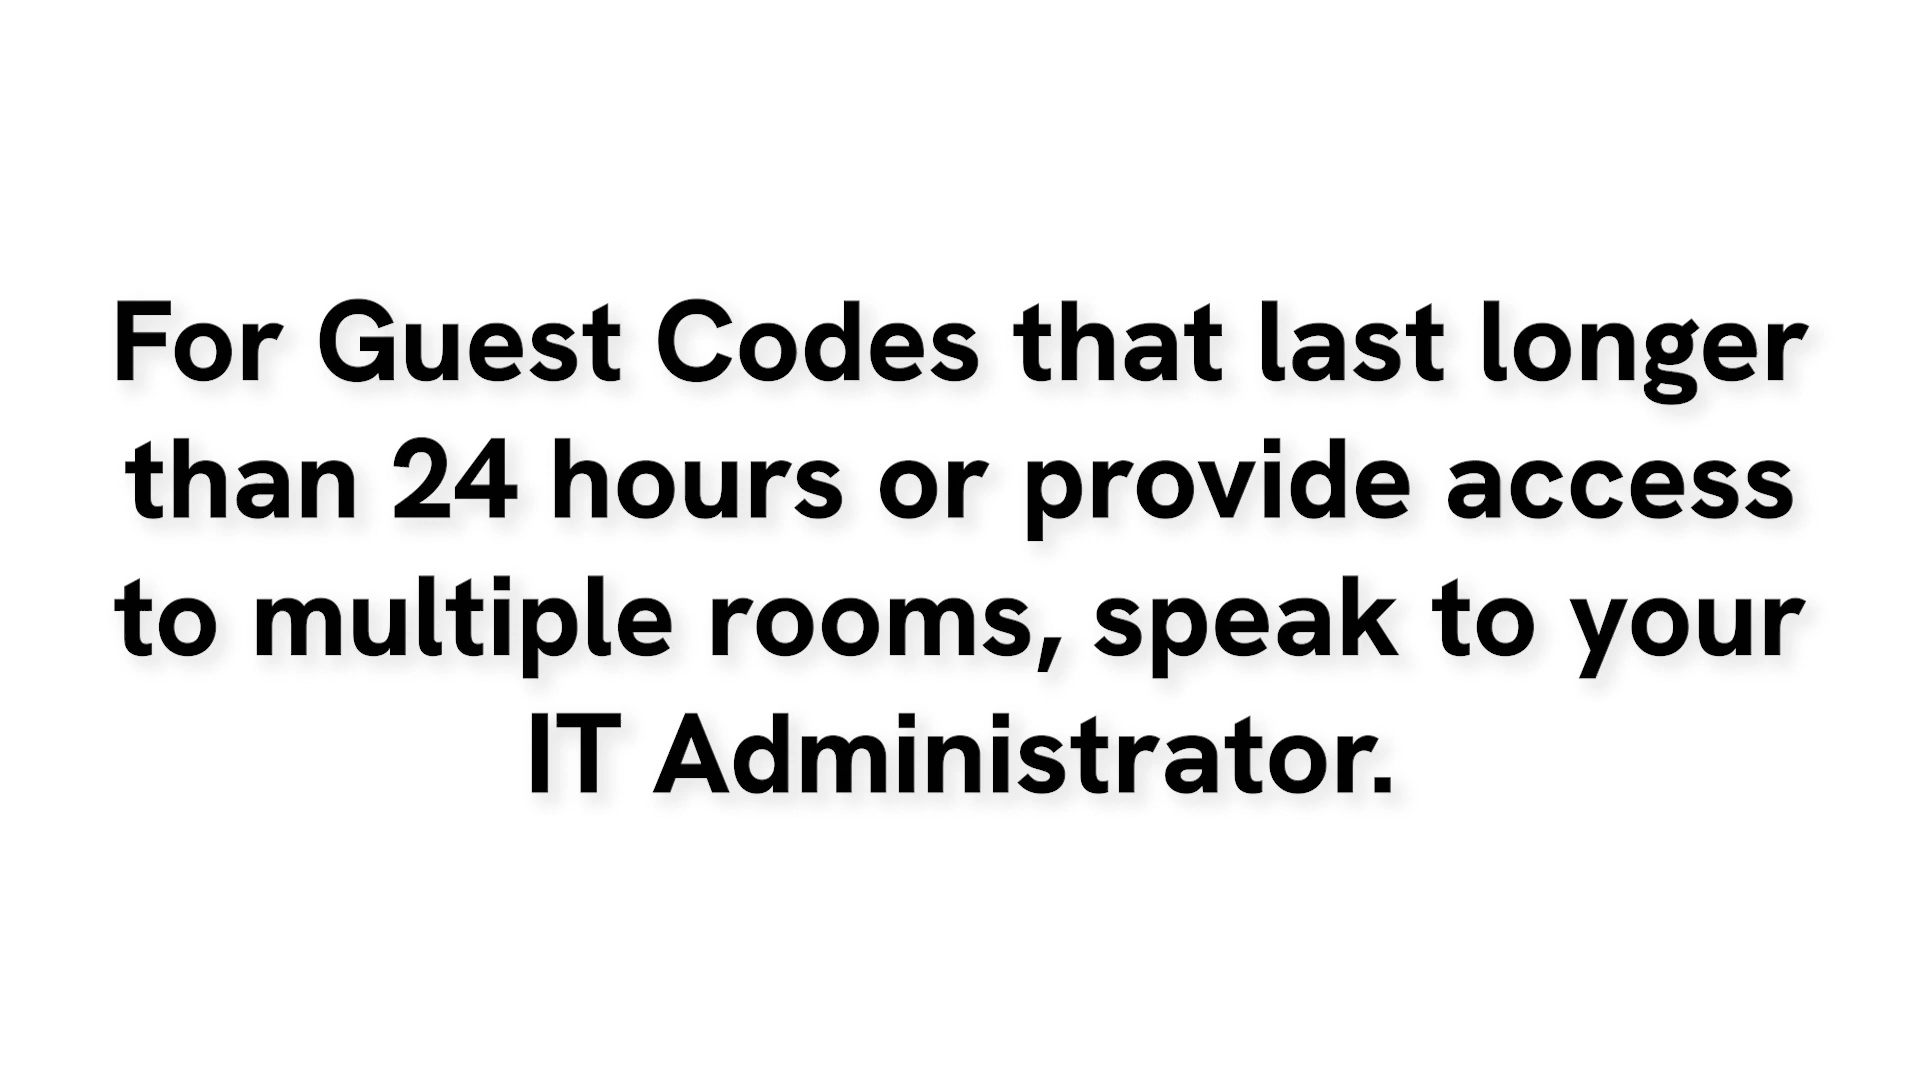 For Guest Codes that last longer
than 24 hours or provide access
to multiple rooms, speak to your
IT Administrator.